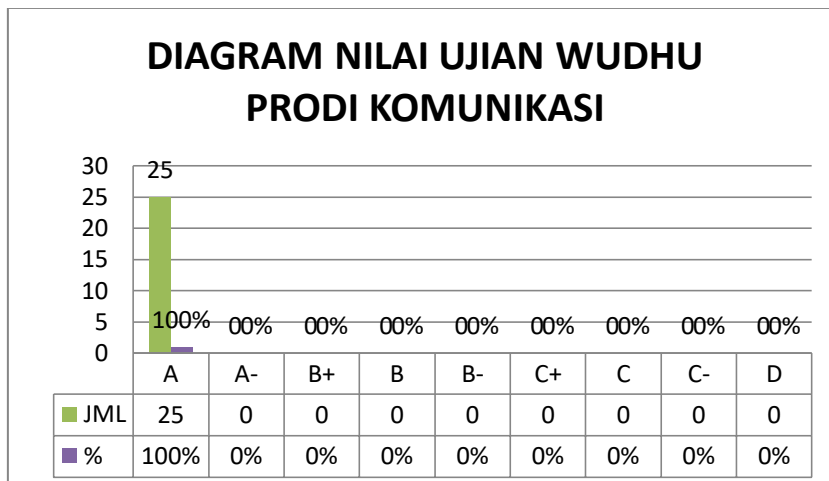 DIAGRAM NILAI UJIAN WUDHU
PRODI KOMUNIKASI
30
25
20
15
10
5
0
25
100% 00% 00% 00% 00% 00% 00% 00% 00%
A A- B+ B B- C+ C C- D
JML 25 0 0 0 0 0 0 0 0
% 100% 0% 0% 0% 0% 0% 0% 0% 0%